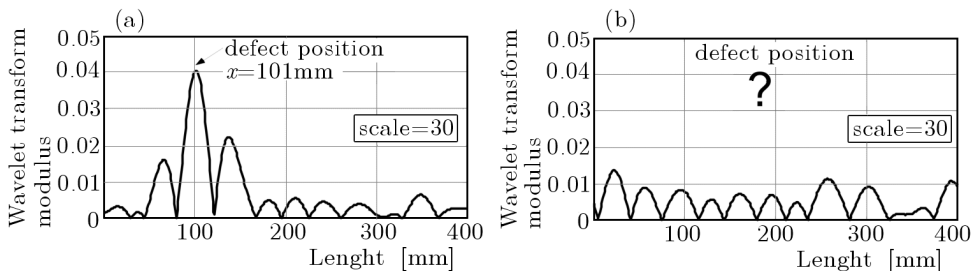 (a)
Wavelet transform
modulus
0.05
0.04
0.03
0.02
0.01
0
defect position
x=101mm
scale=30
100
200
300
400
Lenght [mm]
(b)
Wavelet transform
modulus
0.05
0.04
0.03
0.02
0.01
0
defect position
?
scale=30
100
200
300
400
Lenght [mm]